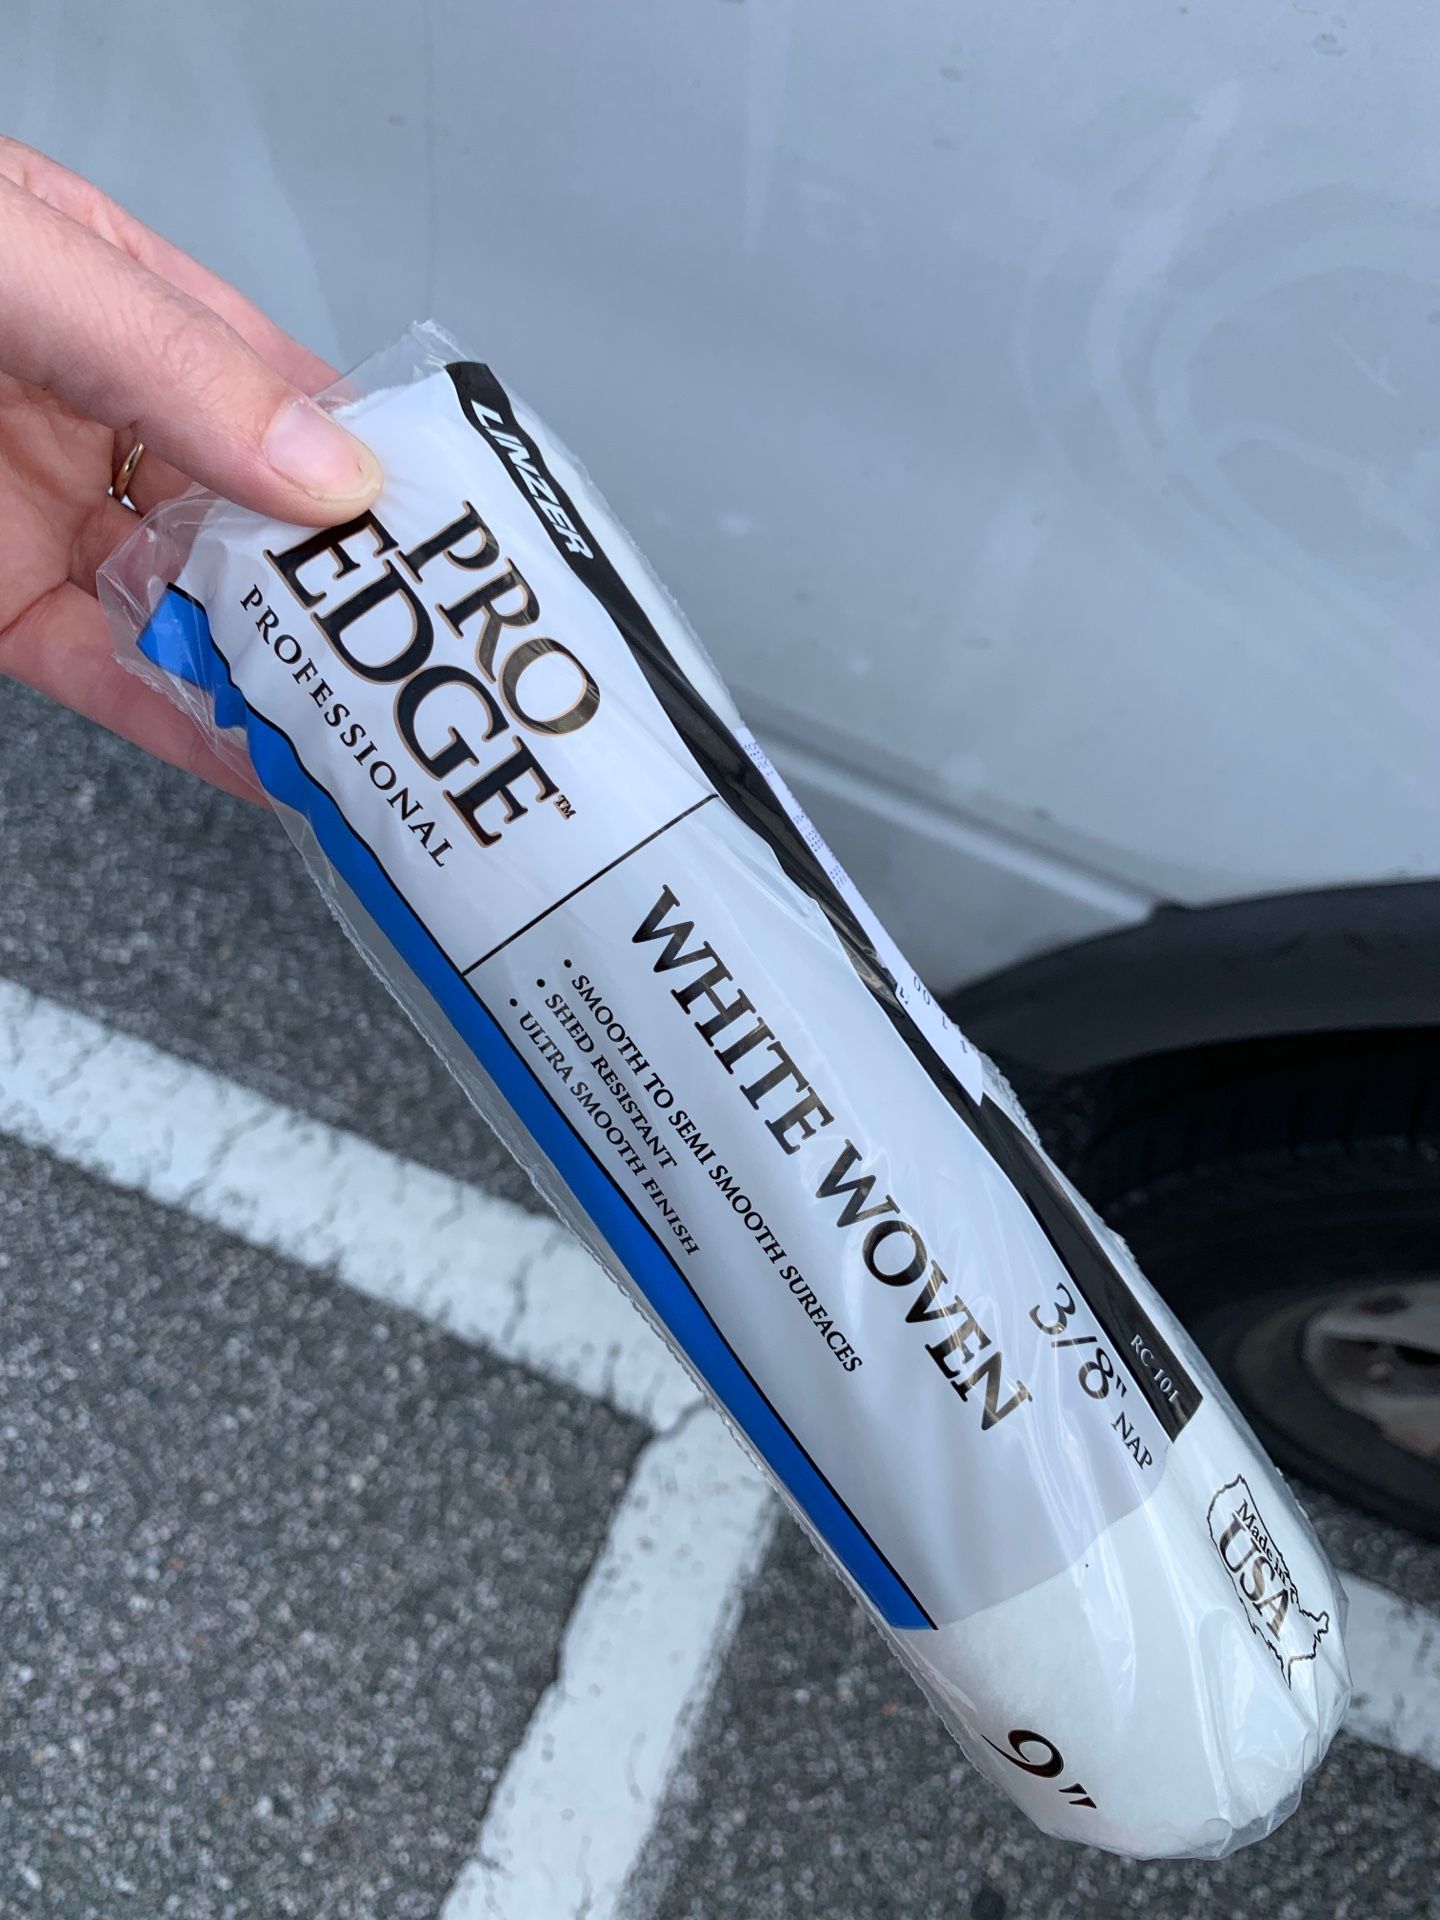 LINZER
PRO
EDGE™
PROFESSIONAL
WHITE WOVEN
• SMOOTH TO SEMI SMOOTH SURFACES
• SHED RESISTANT
• ULTRA SMOOTH FINISH
RC 101
3/8" NAP
Made in
USA
9"